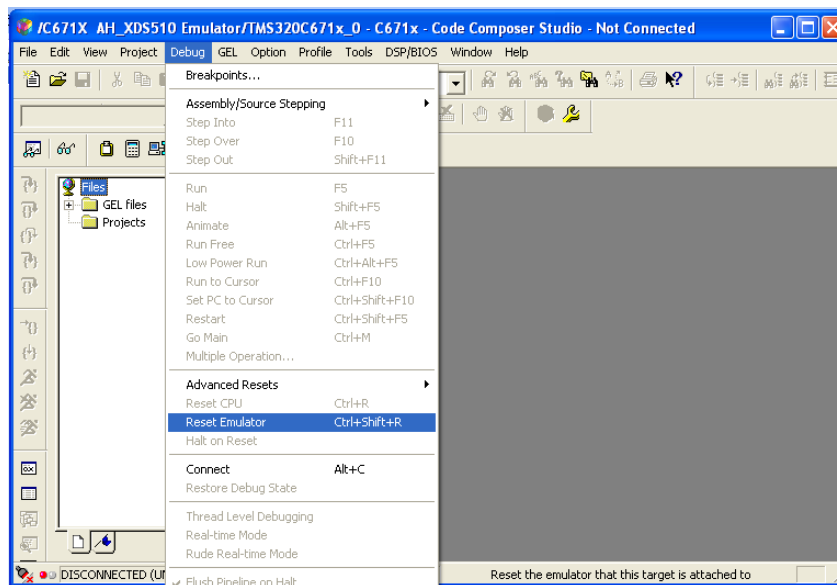 /C671X AH_XDS510 Emulator/TMS320C671x_0 - C671x - Code Composer Studio - Not Connected
File Edit View Project Debug GEL Option Profile Tools DSP/BIOS Window Help
Breakpoints...
Assembly/Source Stepping
Step Into F11
Step Over F10
Step Out Shift+F11
Files
GEL files
Projects
Run F5
Halt Shift+F5
Animate Alt+F5
Run Free Ctrl+F5
Low Power Run Ctrl+Alt+F5
Run to Cursor Ctrl+F10
Set PC to Cursor Ctrl+Shift+F10
Restart Ctrl+Shift+F5
Go Main Ctrl+M
Multiple Operation...
Advanced Resets
Reset CPU Ctrl+R
Reset Emulator Ctrl+Shift+R
Halt on Reset
Connect Alt+C
Restore Debug State
Thread Level Debugging
Real-time Mode
Rude Real-time Mode
Flush Pipeline on Halt
DISCONNECTED (U
Reset the emulator that this target is attached to